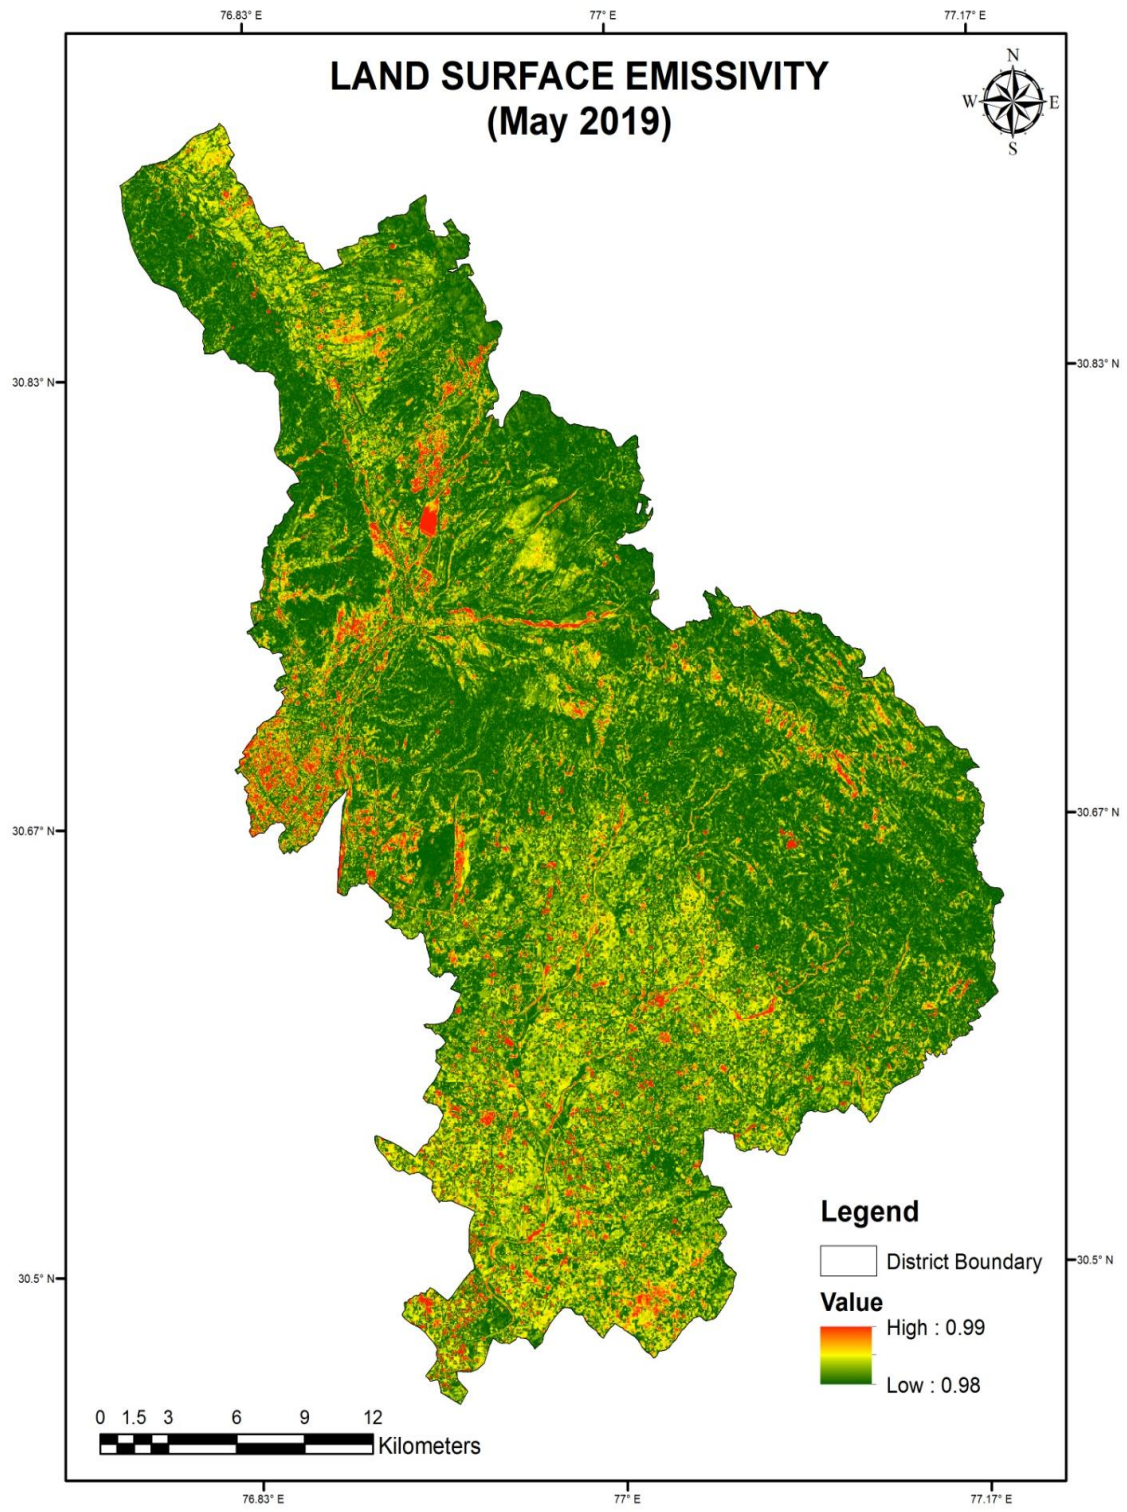 76.83° E 77° E 77.17° E
LAND SURFACE EMISSIVITY
(May 2019)
N
W E
S
30.83° N 30.83° N
30.67° N 30.67° N
30.5° N 30.5° N
Legend
District Boundary
Value
High : 0.99
Low : 0.98
0 1.5 3 6 9 12
Kilometers
76.83° E 77° E 77.17° E